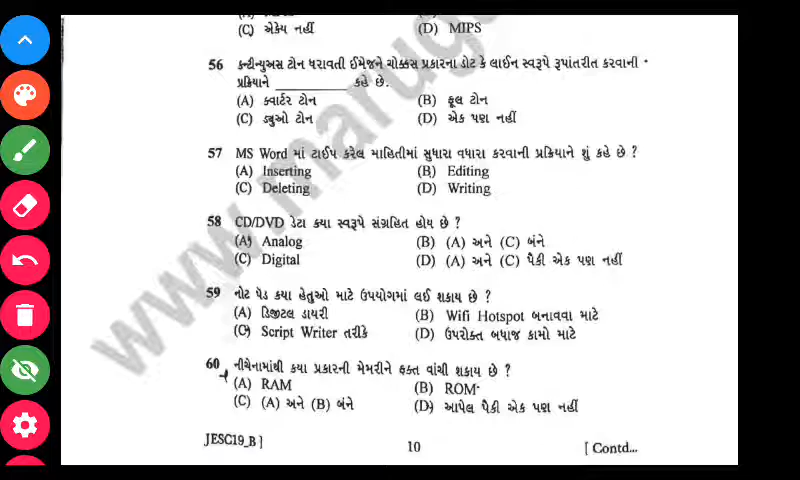 (C) એકેય નહીં (D) MIPS
56 કન્ટીન્યુઅસ ટોન ધરાવતી ઈમેજને ચોક્કસ પ્રકારના ડોટ કે લાઈન સ્વરૂપે રૂપાંતરીત કરવાની
પ્રક્રિયાને __________ કહે છે.
(A) ક્વાર્ટર ટોન (B) ફૂલ ટોન
(C) ડ્યુઓ ટોન (D) એક પણ નહીં
57 MS Word માં ટાઈપ કરેલ માહિતીમાં સુધારા વધારા કરવાની પ્રક્રિયાને શું કહે છે ?
(A) Inserting (B) Editing
(C) Deleting (D) Writing
58 CD/DVD ડેટા ક્યા સ્વરૂપે સંગ્રહિત હોય છે ?
(A) Analog (B) (A) અને (C) બંને
(C) Digital (D) (A) અને (C) પૈકી એક પણ નહીં
59 નોટ પેડ ક્યા હેતુઓ માટે ઉપયોગમાં લઈ શકાય છે ?
(A) ડિજીટલ ડાયરી (B) Wifi Hotspot બનાવવા માટે
(C) Script Writer તરીકે (D) ઉપરોક્ત બધાજ કામો માટે
60 નીચેનામાંથી ક્યા પ્રકારની મેમરીને ફક્ત વાંચી શકાય છે ?
(A) RAM (B) ROM
(C) (A) અને (B) બંને (D) આપેલ પૈકી એક પણ નહીં
JESC19_B ] 10 [ Contd...